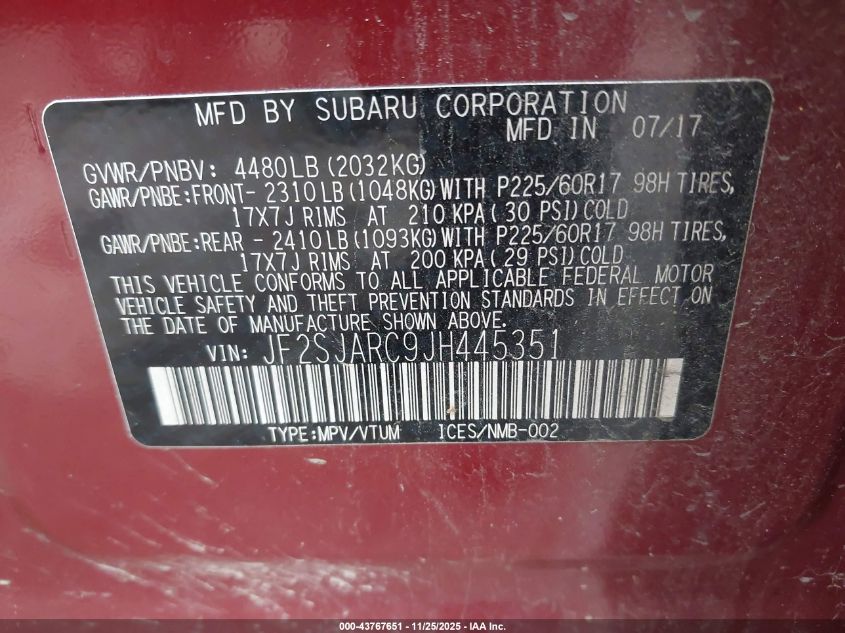 MFD BY SUBARU CORPORATION
MFD IN 07/17
GVWR/PNBV: 4480LB (2032KG)
GAWR/PNBE:FRONT- 2310LB (1048KG)WITH P225/60R17 98H TIRES,
17X7J RIMS AT 210 KPA( 30 PSI)COLD
GAWR/PNBE:REAR - 2410LB (1093KG)WITH P225/60R17 98H TIRES,
17X7J RIMS AT 200 KPA( 29 PSI)COLD
THIS VEHICLE CONFORMS TO ALL APPLICABLE FEDERAL MOTOR
VEHICLE SAFETY AND THEFT PREVENTION STANDARDS IN EFFECT ON
THE DATE OF MANUFACTURE SHOWN ABOVE.
VIN: JF2SJARC9JH445351
TYPE:MPV/VTUM ICES/NMB-002
000-43767651 - 11/25/2025 - IAA Inc.